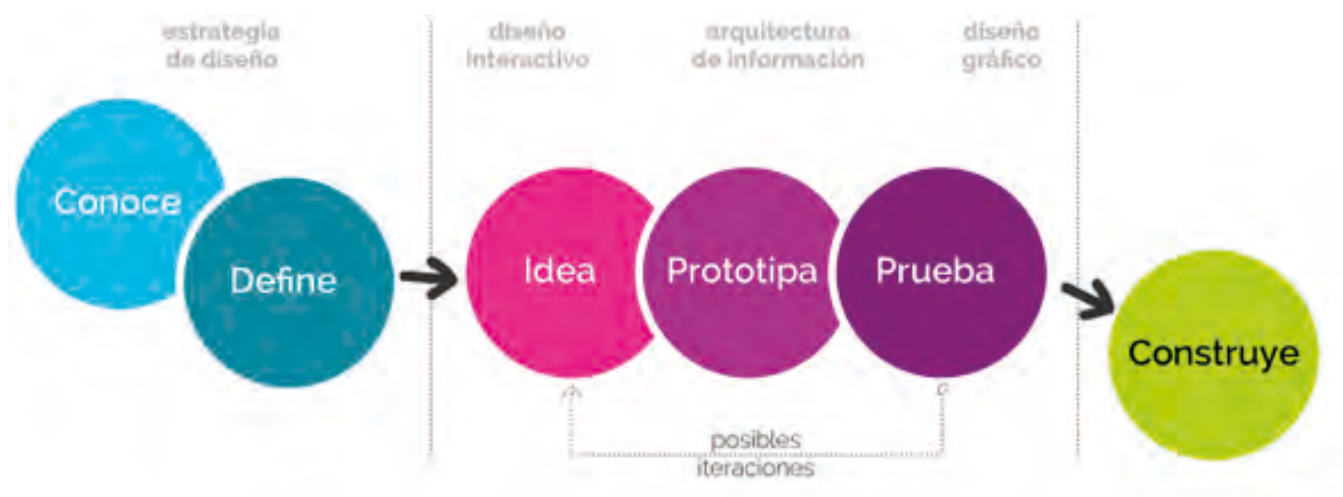 estrategia
de diseño
diseño
interactivo
arquitectura
de información
diseño
gráfico
Conoce
Define
Idea
Prototipa
Prueba
Construye
posibles
iteraciones